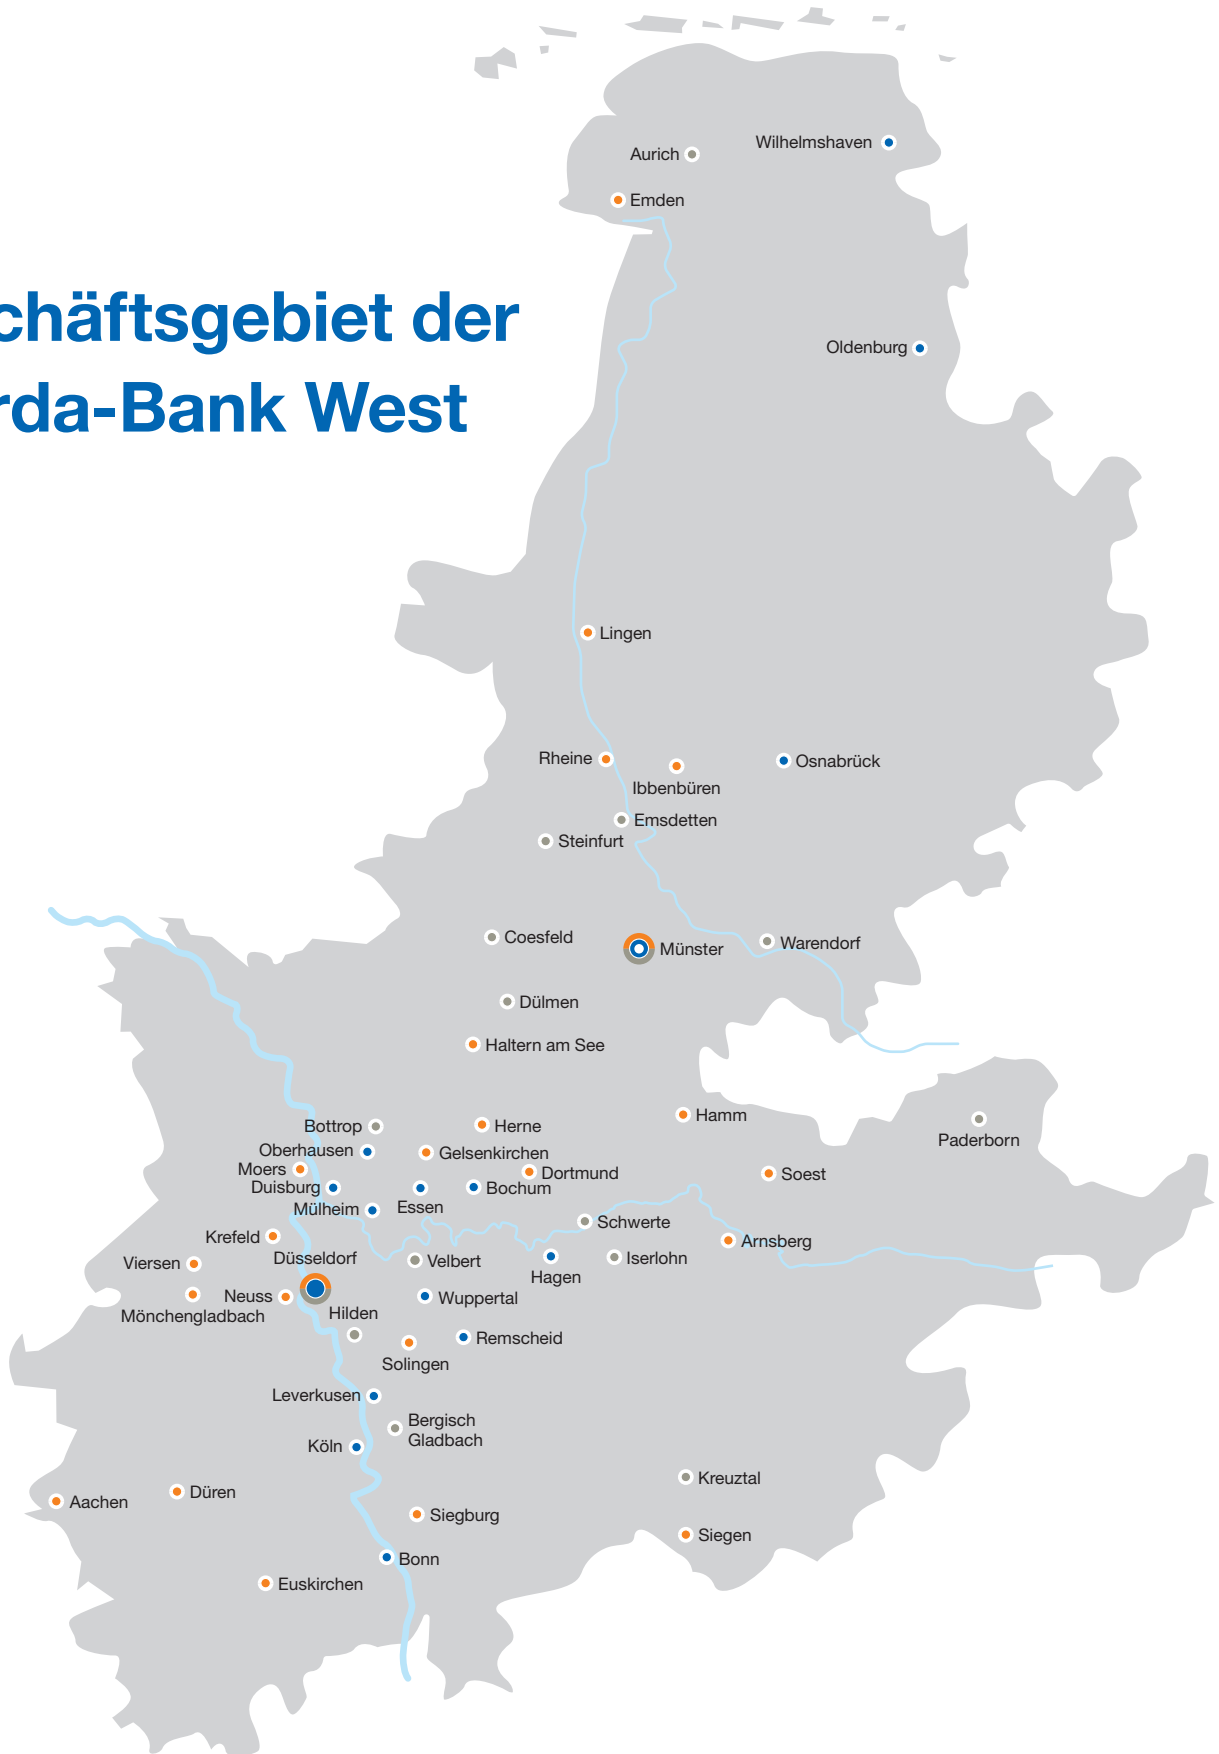 chäftsgebiet der
rda-Bank West
Wilhelmshaven
Aurich
Emden
Oldenburg
Lingen
Rheine
Ibbenbüren
Osnabrück
Emsdetten
Steinfurt
Coesfeld
Münster
Warendorf
Dülmen
Haltern am See
Hamm
Bottrop
Herne
Paderborn
Oberhausen
Gelsenkirchen
Moers
Dortmund
Soest
Duisburg
Essen
Bochum
Mülheim
Schwerte
Krefeld
Arnsberg
Viersen
Düsseldorf
Velbert
Hagen
Iserlohn
Neuss
Wuppertal
Mönchengladbach
Hilden
Remscheid
Solingen
Leverkusen
Bergisch
Gladbach
Köln
Kreuztal
Düren
Aachen
Siegburg
Siegen
Bonn
Euskirchen